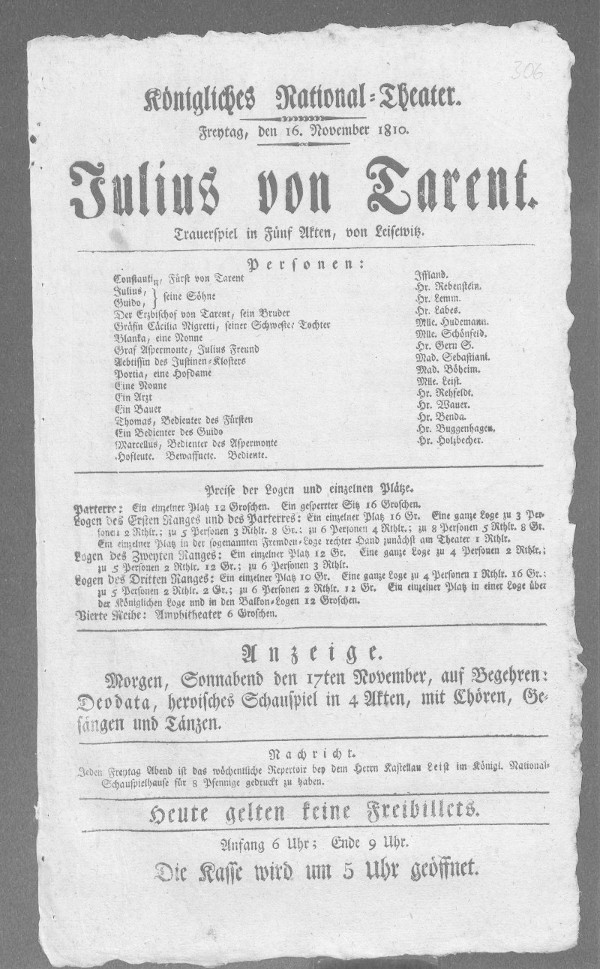 306
Königliches National-Theater.
Freytag, den 16. November 1810.
Julius von Tarent.
Trauerspiel in Fünf Akten, von Leisewitz.
Personen:
Constantin, Fürst von Tarent Iffland.
Julius, } seine Söhne Hr. Rebenstein.
Guido, Hr. Lemm.
Der Erzbischof von Tarent, sein Bruder Hr. Labes.
Gräfin Cäcilia Nigretti, seiner Schwester Tochter Mlle. Hudemann.
Blanka, eine Nonne Mlle. Schönfeld.
Graf Aspermonte, Julius Freund Hr. Gern S.
Aebtissin des Justinen-Klosters Mad. Sebastiani.
Portia, eine Hofdame Mad. Böheim.
Eine Nonne Mlle. Leist.
Ein Arzt Hr. Rehfeldt.
Ein Bauer Hr. Wauer.
Thomas, Bedienter des Fürsten Hr. Benda.
Ein Bedienter des Guido Hr. Buggenhagen.
Marcellus, Bedienter des Aspermonte Hr. Holzbecher.
Hofleute. Bewaffnete. Bediente.
Preise der Logen und einzelnen Plätze.
Parterre: Ein einzelner Platz 12 Groschen. Ein gesperrter Sitz 16 Groschen.
Logen des Ersten Ranges und des Parterres: Ein einzelner Platz 16 Gr. Eine ganze Loge zu 3 Per-
sonen 2 Rthlr.; zu 5 Personen 3 Rthlr. 8 Gr.; zu 6 Personen 4 Rthlr.; zu 8 Personen 5 Rthlr. 8 Gr.
Ein einzelner Platz in der sogenannten Fremden-Loge rechter Hand zunächst am Theater 1 Rthlr.
Logen des Zweyten Ranges: Ein einzelner Platz 12 Gr. Eine ganze Loge zu 4 Personen 2 Rthlr.;
zu 5 Personen 2 Rthlr. 12 Gr.; zu 6 Personen 3 Rthlr.
Logen des Dritten Ranges: Ein einzelner Platz 10 Gr. Eine ganze Loge zu 4 Personen 1 Rthlr. 16 Gr.;
zu 5 Personen 2 Rthlr. 2 Gr.; zu 6 Personen 2 Rthlr. 12 Gr. Ein einzelner Platz in einer Loge über
der Königlichen Loge und in den Balkon-Logen 12 Groschen.
Vierte Reihe: Amphitheater 6 Groschen.
Anzeige.
Morgen, Sonnabend den 17ten November, auf Begehren:
Deodata, heroisches Schauspiel in 4 Akten, mit Chören, Ge-
sängen und Tänzen.
Nachricht.
Jeden Freytag Abend ist das wöchentliche Repertoir bey dem Herrn Kastellan Leist im Königl. National-
Schauspielhause für 8 Pfennige gedruckt zu haben.
Heute gelten keine Freibillets.
Anfang 6 Uhr; Ende 9 Uhr.
Die Kasse wird um 5 Uhr geöffnet.